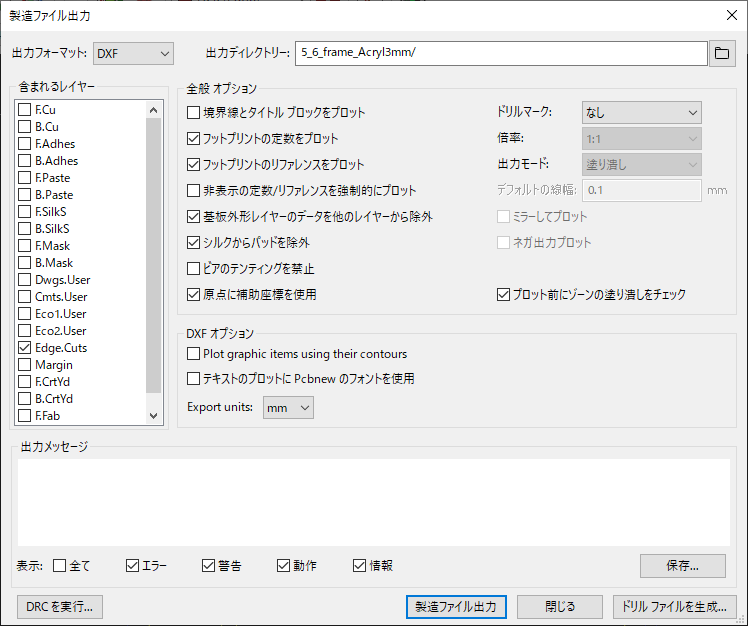 製造ファイル出力
出力フォーマット: DXF 出力ディレクトリー: 5_6_frame_Acryl3mm/
含まれるレイヤー
F.Cu
B.Cu
F.Adhes
B.Adhes
F.Paste
B.Paste
F.SilkS
B.SilkS
F.Mask
B.Mask
Dwgs.User
Cmts.User
Eco1.User
Eco2.User
Edge.Cuts
Margin
F.CrtYd
B.CrtYd
F.Fab
全般 オプション
境界線とタイトル ブロックをプロット
フットプリントの定数をプロット
フットプリントのリファレンスをプロット
非表示の定数/リファレンスを強制的にプロット
基板外形レイヤーのデータを他のレイヤーから除外
シルクからパッドを除外
ビアのテンティングを禁止
原点に補助座標を使用
ドリルマーク: なし
倍率: 1:1
出力モード: 塗り潰し
デフォルトの線幅: 0.1 mm
ミラーしてプロット
ネガ出力プロット
プロット前にゾーンの塗り潰しをチェック
DXF オプション
Plot graphic items using their contours
テキストのプロットに Pcbnew のフォントを使用
Export units: mm
出力メッセージ
表示: 全て エラー 警告 動作 情報 保存...
DRC を実行... 製造ファイル出力 閉じる ドリル ファイルを生成...